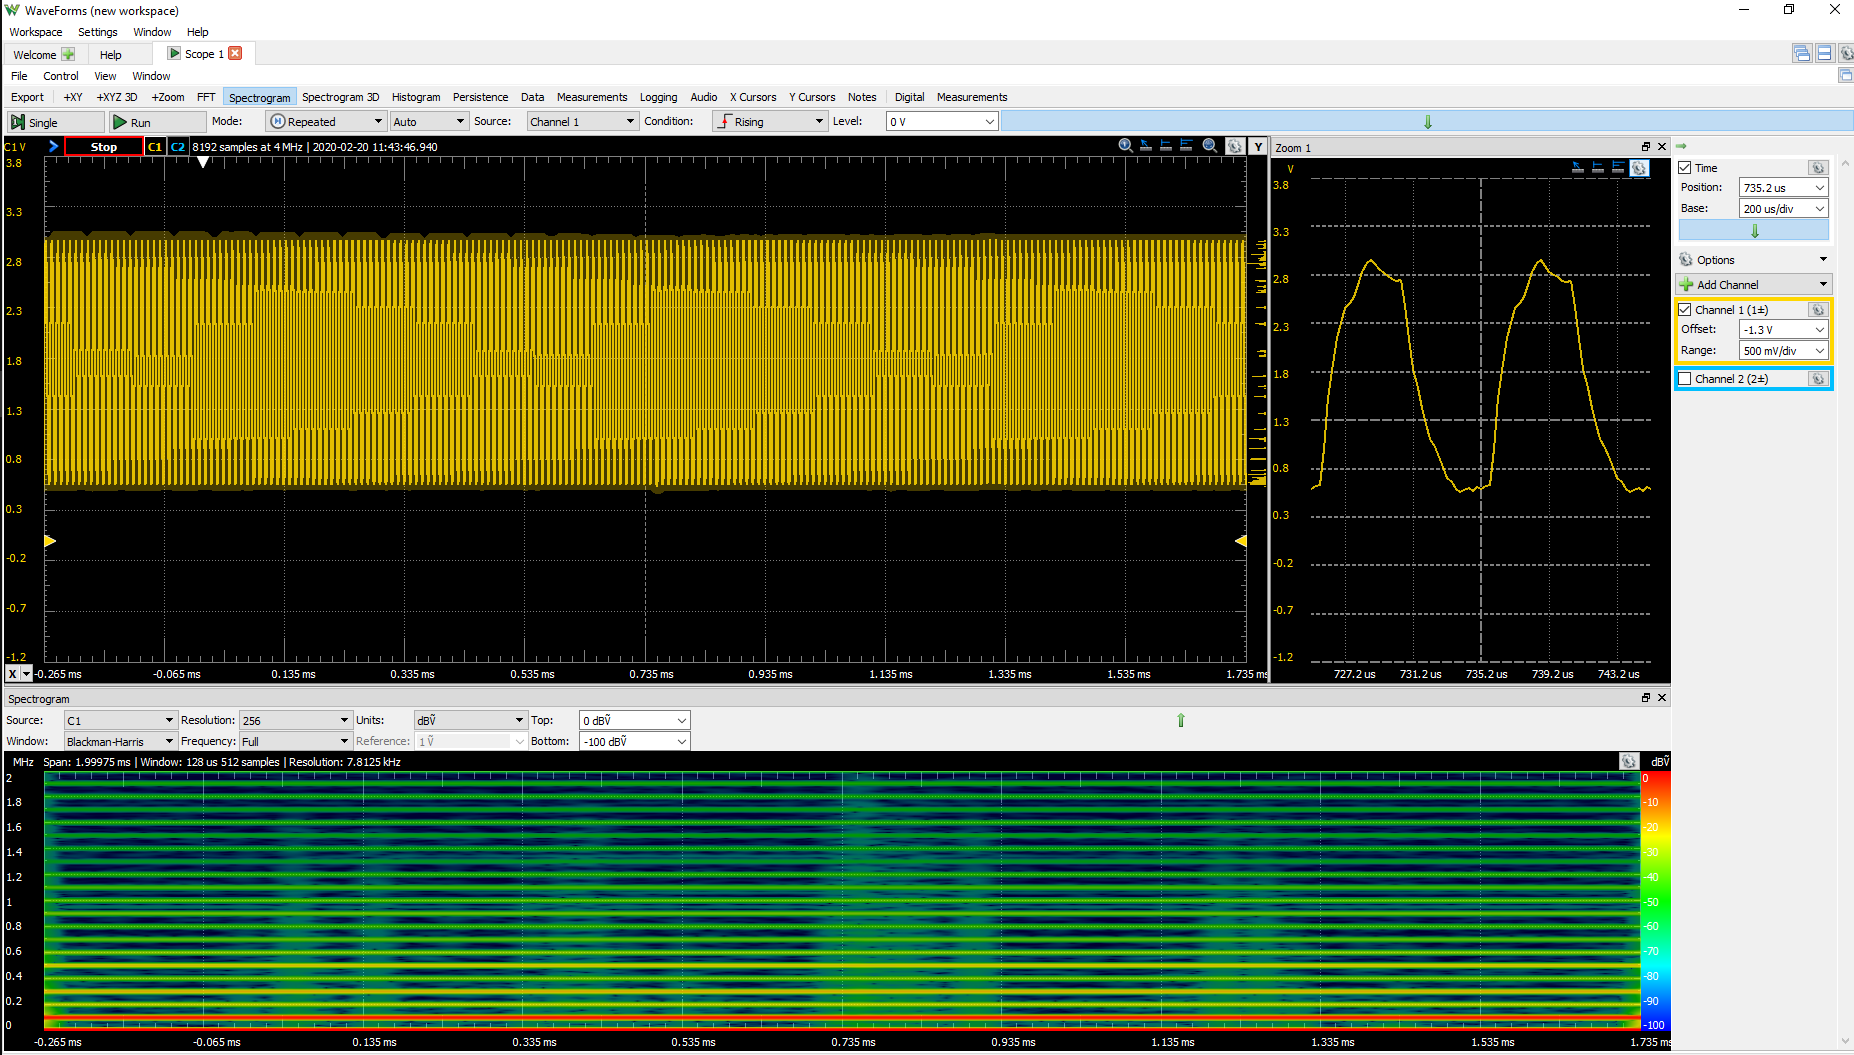 WaveForms (new workspace)
Workspace Settings Window Help
Welcome Help Scope 1
File Control View Window
Export +XY +XYZ 3D +Zoom FFT Spectrogram Spectrogram 3D Histogram Persistence Data Measurements Logging Audio X Cursors Y Cursors Notes Digital Measurements
Single Run Mode: Repeated Auto Source: Channel 1 Condition: Rising Level: 0 V
C1 V Stop C1 C2 8192 samples at 4 MHz | 2020-02-20 11:43:46.940 Y
3.8
3.3
2.8
2.3
1.8
1.3
0.8
0.3
-0.2
-0.7
-1.2
X -0.265 ms -0.065 ms 0.135 ms 0.335 ms 0.535 ms 0.735 ms 0.935 ms 1.135 ms 1.335 ms 1.535 ms 1.735 ms
Zoom 1
V
3.8
3.3
2.8
2.3
1.8
1.3
0.8
0.3
-0.2
-0.7
-1.2
727.2 us 731.2 us 735.2 us 739.2 us 743.2 us
Time
Position: 735.2 us
Base: 200 us/div
Options
Add Channel
Channel 1 (1±)
Offset: -1.3 V
Range: 500 mV/div
Channel 2 (2±)
Spectrogram
Source: C1 Resolution: 256 Units: dBṼ Top: 0 dBṼ
Window: Blackman-Harris Frequency: Full Reference: 1 Ṽ Bottom: -100 dBṼ
MHz Span: 1.99975 ms | Window: 128 us 512 samples | Resolution: 7.8125 kHz dBṼ
2
1.8
1.6
1.4
1.2
1
0.8
0.6
0.4
0.2
0
0
-10
-20
-30
-40
-50
-60
-70
-80
-90
-100
-0.265 ms -0.065 ms 0.135 ms 0.335 ms 0.535 ms 0.735 ms 0.935 ms 1.135 ms 1.335 ms 1.535 ms 1.735 ms